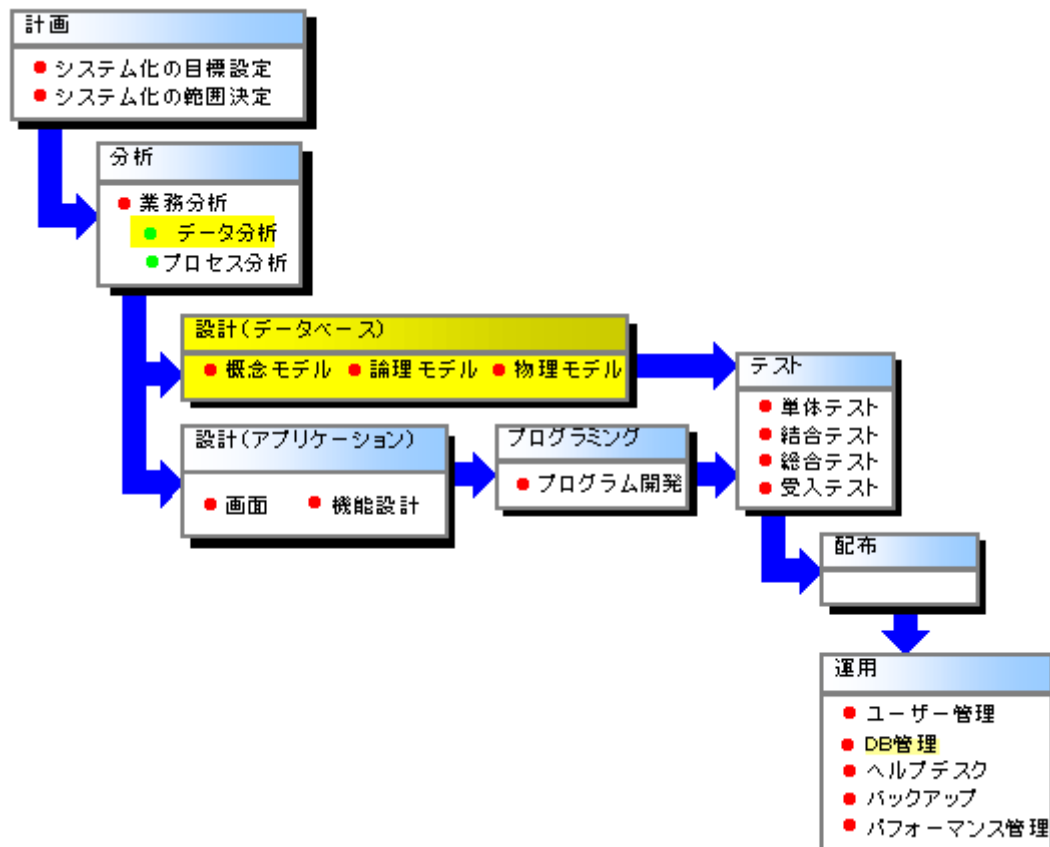 計画
システム化の目標設定
システム化の範囲決定
分析
業務分析
データ分析
プロセス分析
設計(データベース)
概念モデル 論理モデル 物理モデル
設計(アプリケーション)
画面 機能設計
プログラミング
プログラム開発
テスト
単体テスト
結合テスト
総合テスト
受入テスト
配布
運用
ユーザー管理
DB管理
ヘルプデスク
バックアップ
パフォーマンス管理